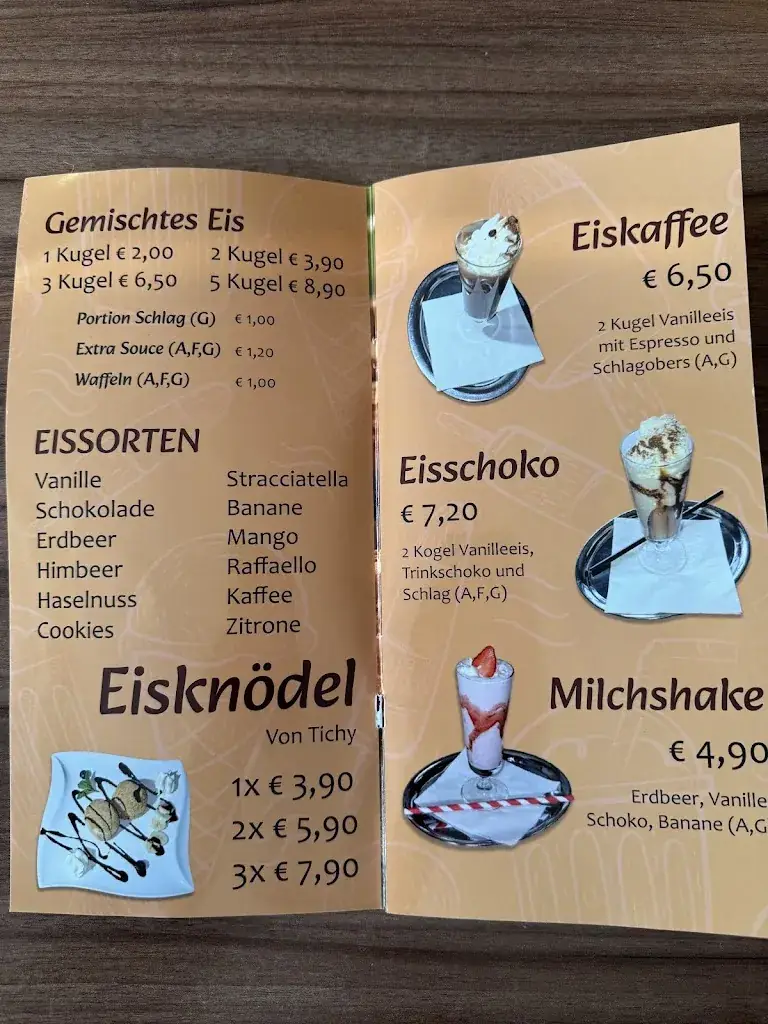 Gemischtes Eis
1 Kugel € 2,00 2 Kugel € 3,90
3 Kugel € 6,50 5 Kugel € 8,90
Portion Schlag (G) € 1,00
Extra Souce (A,F,G) € 1,20
Waffeln (A,F,G) € 1,00
EISSORTEN
Vanille Stracciatella
Schokolade Banane
Erdbeer Mango
Himbeer Raffaello
Haselnuss Kaffee
Cookies Zitrone
Eisknödel
Von Tichy
1x € 3,90
2x € 5,90
3x € 7,90
Eiskaffee
€ 6,50
2 Kugel Vanilleeis
mit Espresso und
Schlagobers (A,G)
Eisschoko
€ 7,20
2 Kogel Vanilleeis,
Trinkschoko und
Schlag (A,F,G)
Milchshake
€ 4,90
Erdbeer, Vanille
Schoko, Banane (A,G